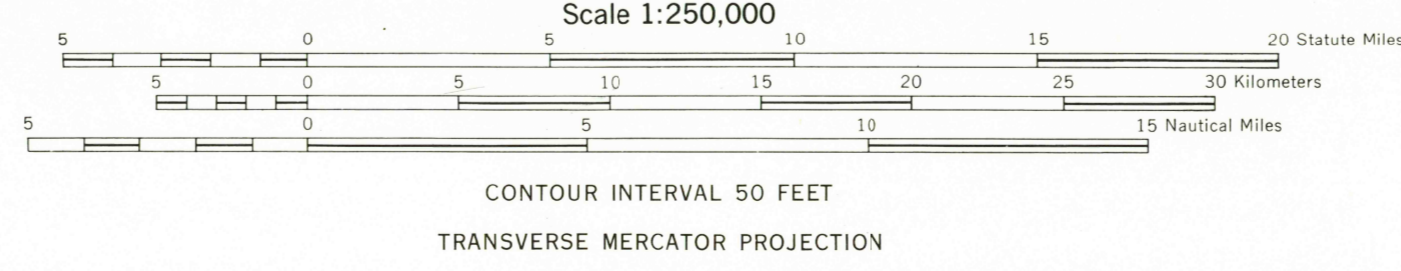 Scale 1:250,000
5 0 5 10 15 20 Statute Miles
5 0 5 10 15 20 25 30 Kilometers
5 0 5 10 15 Nautical Miles
CONTOUR INTERVAL 50 FEET
TRANSVERSE MERCATOR PROJECTION